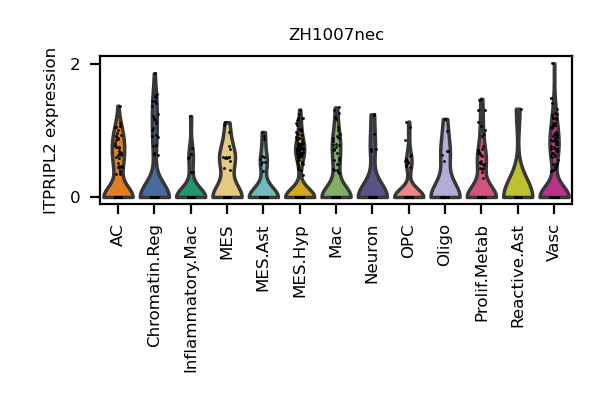 ZH1007nec
ITPRIPL2 expression
2
0
AC
Chromatin.Reg
Inflammatory.Mac
MES
MES.Ast
MES.Hyp
Mac
Neuron
OPC
Oligo
Prolif.Metab
Reactive.Ast
Vasc